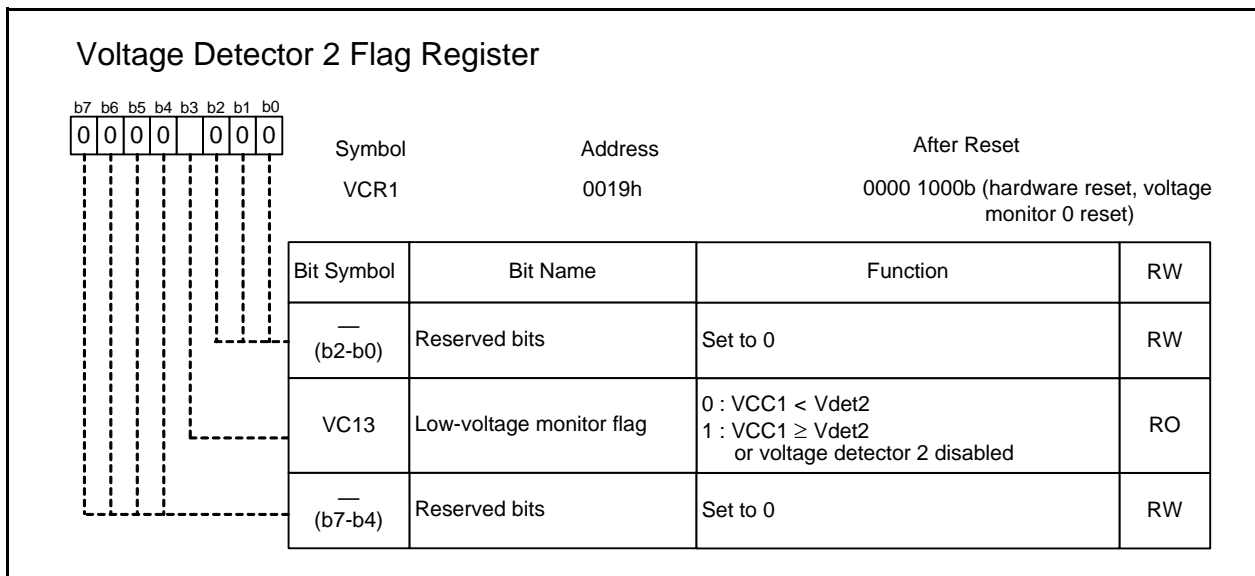 Voltage Detector 2 Flag Register
b7 b6 b5 b4 b3 b2 b1 b0
0 0 0 0 0 0 0
Symbol Address After Reset
VCR1 0019h 0000 1000b (hardware reset, voltage
monitor 0 reset)
Bit Symbol Bit Name Function RW
—
(b2-b0) Reserved bits Set to 0 RW
VC13 Low-voltage monitor flag 0 : VCC1 < Vdet2
1 : VCC1 ≥ Vdet2
or voltage detector 2 disabled RO
—
(b7-b4) Reserved bits Set to 0 RW